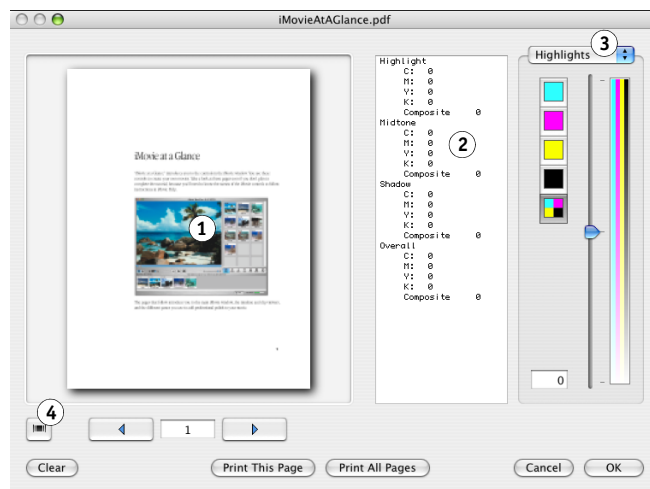 iMovieAtAGlance.pdf
iMovie at a Glance
1
Highlight
C: 0
M: 0
Y: 0
K: 0
Composite 0
Midtone
C: 0
M: 0
Y: 0
K: 0
Composite 0
Shadow
C: 0
M: 0
Y: 0
K: 0
Composite 0
Overall
C: 0
M: 0
Y: 0
K: 0
Composite 0
2
Highlights
3
0
4
1
Clear
Print This Page
Print All Pages
Cancel
OK